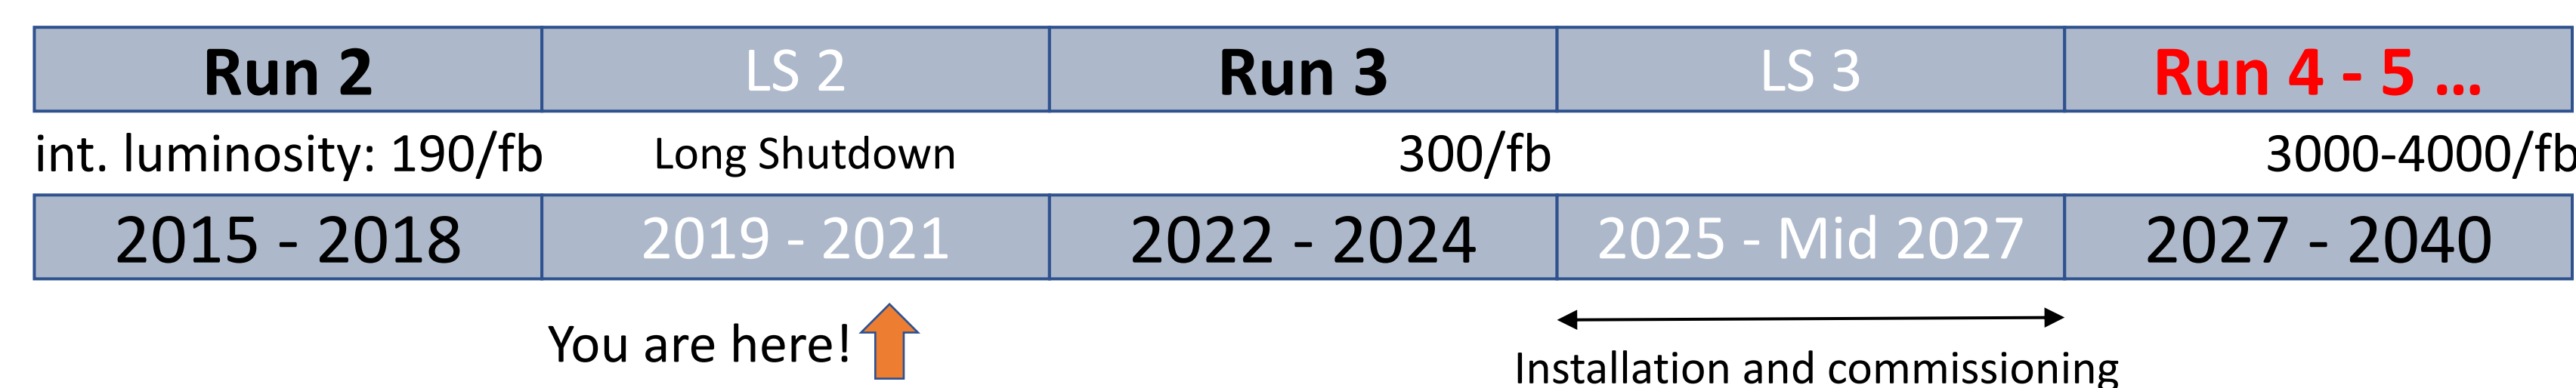 Run 2 LS 2 Run 3 LS 3 Run 4 - 5 ...
int. luminosity: 190/fb Long Shutdown 300/fb 3000-4000/fb
2015 - 2018 2019 - 2021 2022 - 2024 2025 - Mid 2027 2027 - 2040
You are here!
Installation and commissioning